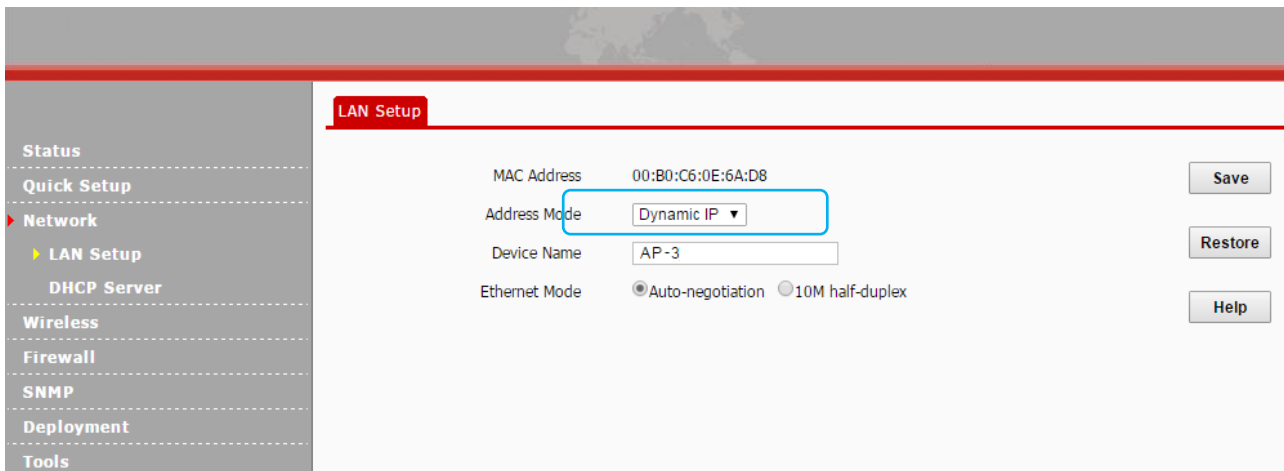 LAN Setup
Status
Quick Setup
Network
LAN Setup
DHCP Server
Wireless
Firewall
SNMP
Deployment
Tools
MAC Address 00:B0:C6:0E:6A:D8
Address Mode Dynamic IP
Device Name AP-3
Ethernet Mode Auto-negotiation 10M half-duplex
Save
Restore
Help